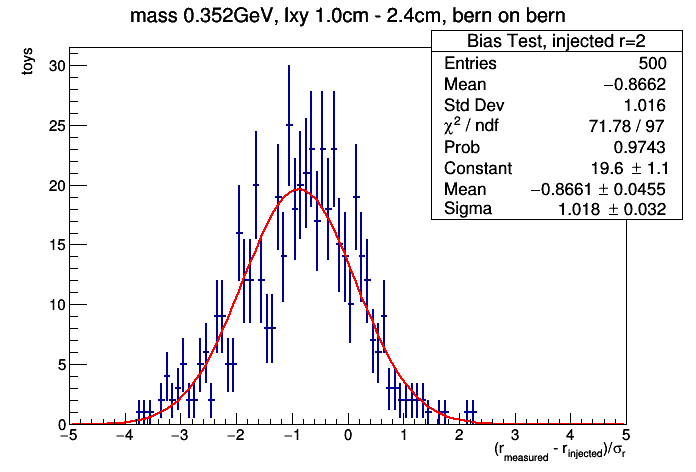 mass 0.352GeV, lxy 1.0cm - 2.4cm, bern on bern
toys
Bias Test, injected r=2
Entries 500
Mean −0.8662
Std Dev 1.016
χ² / ndf 71.78 / 97
Prob 0.9743
Constant 19.6 ± 1.1
Mean −0.8661 ± 0.0455
Sigma 1.018 ± 0.032
30
25
20
15
10
5
0
−5 −4 −3 −2 −1 0 1 2 3 4 5
(r_measured - r_injected)/σ_r